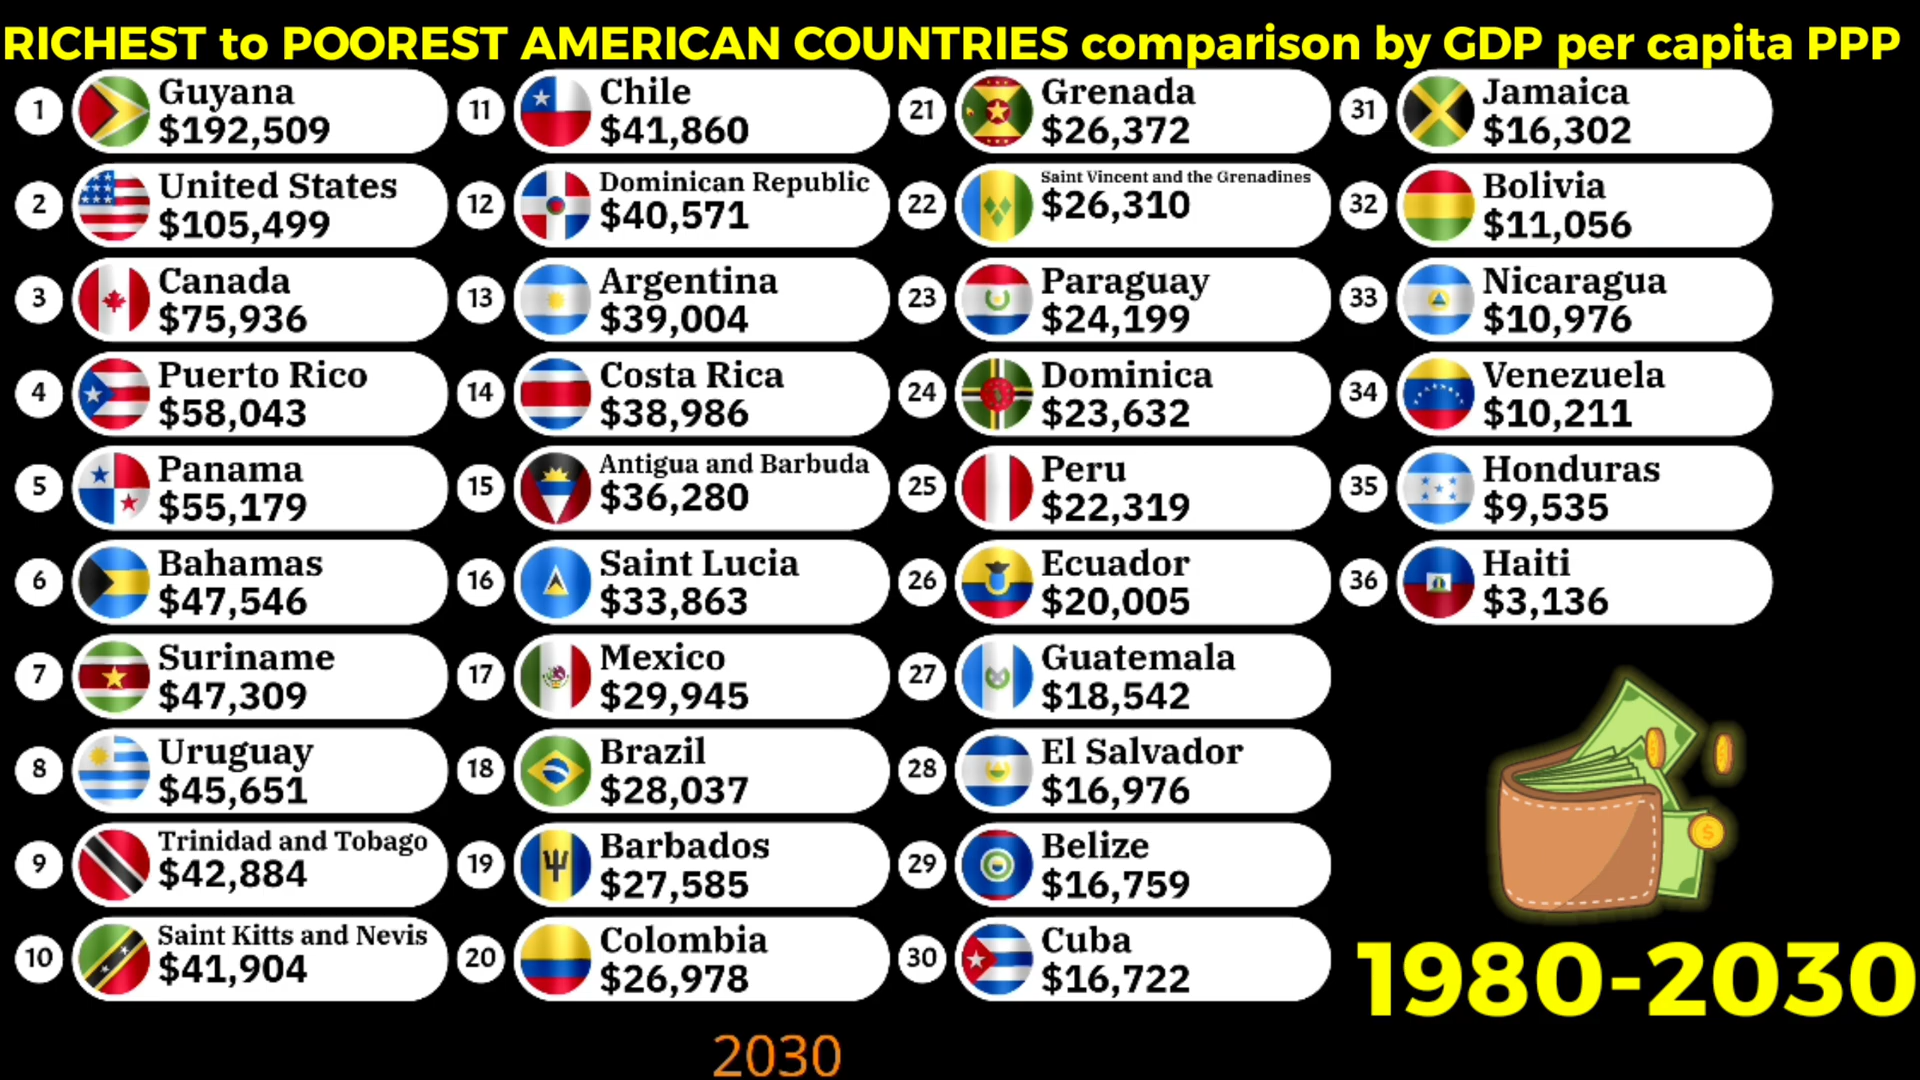 RICHEST to POOREST AMERICAN COUNTRIES comparison by GDP per capita PPP
1
Guyana
$192,509
2
United States
$105,499
3
Canada
$75,936
4
Puerto Rico
$58,043
5
Panama
$55,179
6
Bahamas
$47,546
7
Suriname
$47,309
8
Uruguay
$45,651
9
Trinidad and Tobago
$42,884
10
Saint Kitts and Nevis
$41,904
11
Chile
$41,860
12
Dominican Republic
$40,571
13
Argentina
$39,004
14
Costa Rica
$38,986
15
Antigua and Barbuda
$36,280
16
Saint Lucia
$33,863
17
Mexico
$29,945
18
Brazil
$28,037
19
Barbados
$27,585
20
Colombia
$26,978
21
Grenada
$26,372
22
Saint Vincent and the Grenadines
$26,310
23
Paraguay
$24,199
24
Dominica
$23,632
25
Peru
$22,319
26
Ecuador
$20,005
27
Guatemala
$18,542
28
El Salvador
$16,976
29
Belize
$16,759
30
Cuba
$16,722
31
Jamaica
$16,302
32
Bolivia
$11,056
33
Nicaragua
$10,976
34
Venezuela
$10,211
35
Honduras
$9,535
36
Haiti
$3,136
$
1980-2030
2030